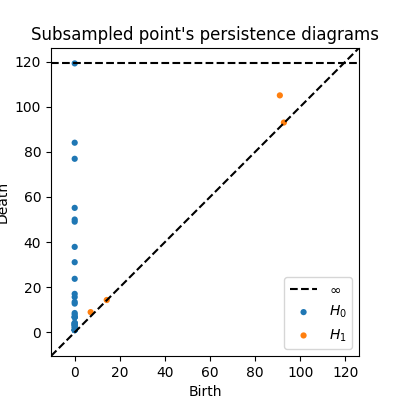 Subsampled point's persistence diagrams
120
100
80
60
40
20
0
Death
0 20 40 60 80 100 120
Birth
∞
H₀
H₁